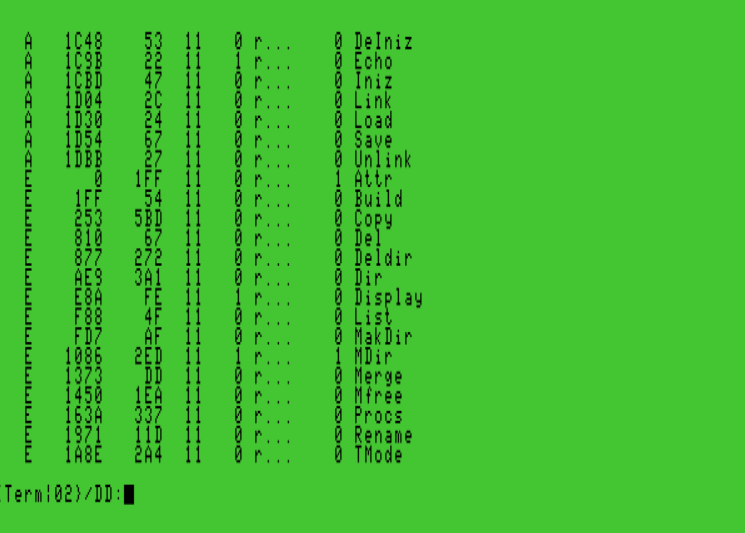 A 1C48 53 11 0 r... 0 DeIniz
A 1C9B 22 11 1 r... 0 Echo
A 1CBD 47 11 0 r... 0 Iniz
A 1D04 2C 11 0 r... 0 Link
A 1D30 24 11 0 r... 0 Load
A 1D54 67 11 0 r... 0 Save
A 1DBB 27 11 0 r... 0 Unlink
E 0 1FF 11 0 r... 1 Attr
E 1FF 54 11 0 r... 0 Build
E 253 5BD 11 0 r... 0 Copy
E 810 67 11 0 r... 0 Del
E 877 272 11 0 r... 0 Deldir
E AE9 3A1 11 0 r... 0 Dir
E E8A FE 11 1 r... 0 Display
E F88 4F 11 0 r... 0 List
E FD7 AF 11 0 r... 0 MakDir
E 1086 2ED 11 1 r... 1 MDir
E 1373 DD 11 0 r... 0 Merge
E 1450 1EA 11 0 r... 0 Mfree
E 163A 337 11 0 r... 0 Procs
E 1971 11D 11 0 r... 0 Rename
E 1A8E 2A4 11 0 r... 0 TMode
{Term|02}/DD: